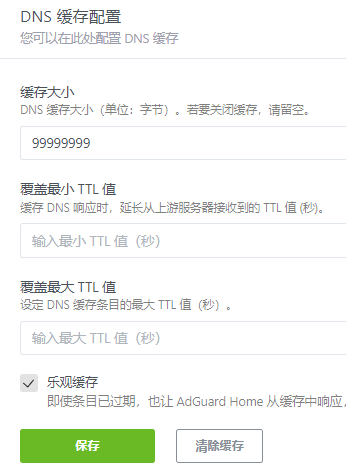 DNS 缓存配置
您可以在此处配置 DNS 缓存
缓存大小
DNS 缓存大小（单位：字节）。若要关闭缓存，请留空。
99999999
覆盖最小 TTL 值
缓存 DNS 响应时，延长从上游服务器接收到的 TTL 值 (秒)。
输入最小 TTL 值（秒）
覆盖最大 TTL 值
设定 DNS 缓存条目的最大 TTL 值（秒）。
输入最大 TTL 值（秒）
乐观缓存
即使条目已过期，也让 AdGuard Home 从缓存中响应，
保存
清除缓存